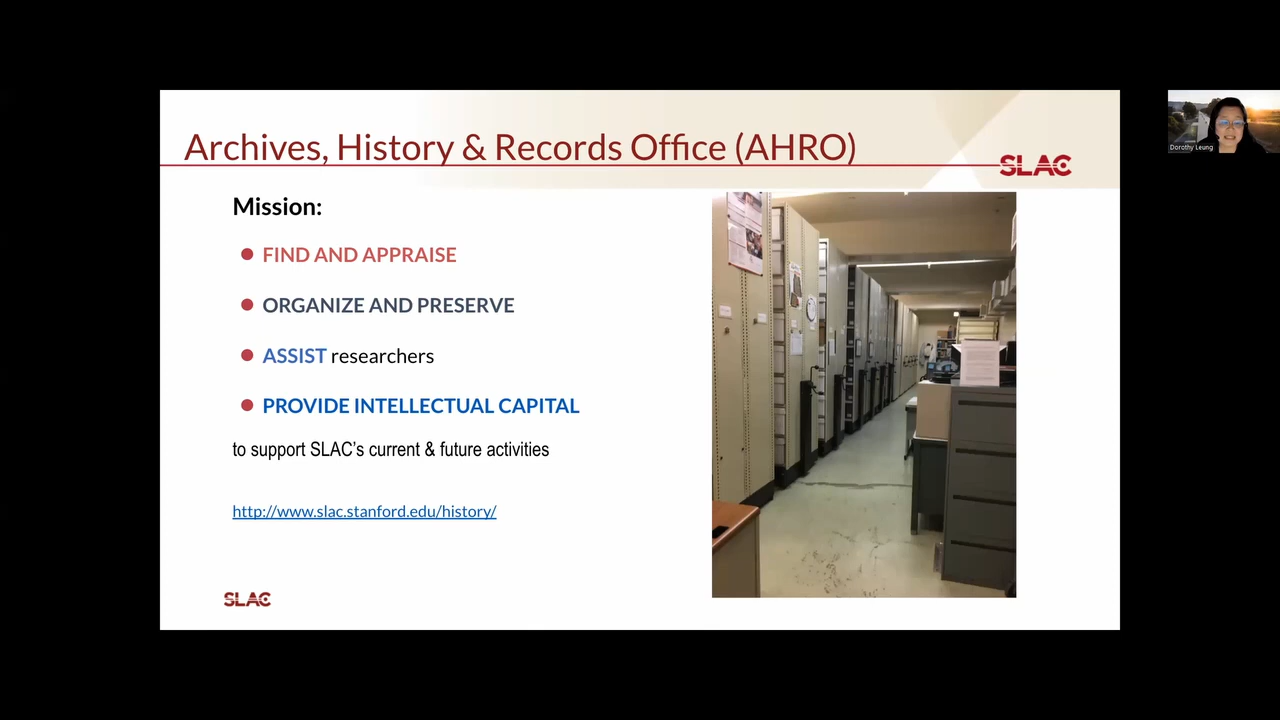 Archives, History & Records Office (AHRO)
SLAC
Mission:
FIND AND APPRAISE
ORGANIZE AND PRESERVE
ASSIST researchers
PROVIDE INTELLECTUAL CAPITAL
to support SLAC's current & future activities
http://www.slac.stanford.edu/history/
SLAC
Dorothy Leung